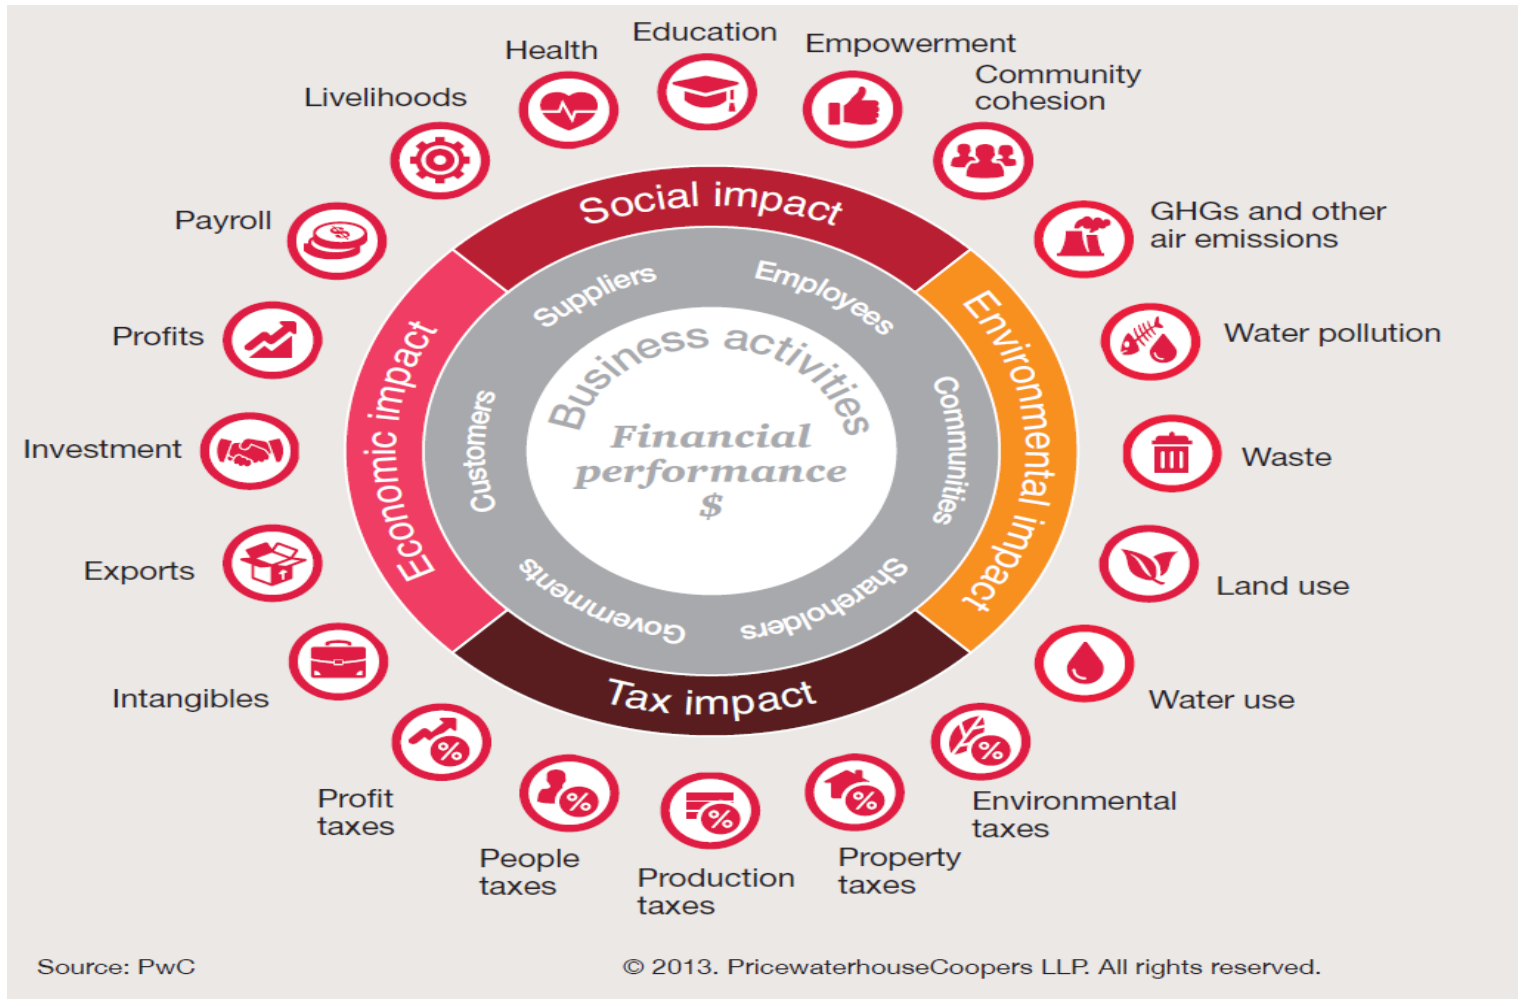 Education
Health
Empowerment
Community
cohesion
Livelihoods
GHGs and other
air emissions
Payroll
Water pollution
Profits
Waste
Investment
Land use
Exports
Water use
Intangibles
Environmental
taxes
Profit
taxes
Property
taxes
People
taxes
Production
taxes
Social impact
Environmental impact
Tax impact
Economic impact
Suppliers
Employees
Communities
Shareholders
Governments
Customers
Business activities
Financial
performance
$
$
%
%
%
%
%
Source: PwC
© 2013. PricewaterhouseCoopers LLP. All rights reserved.